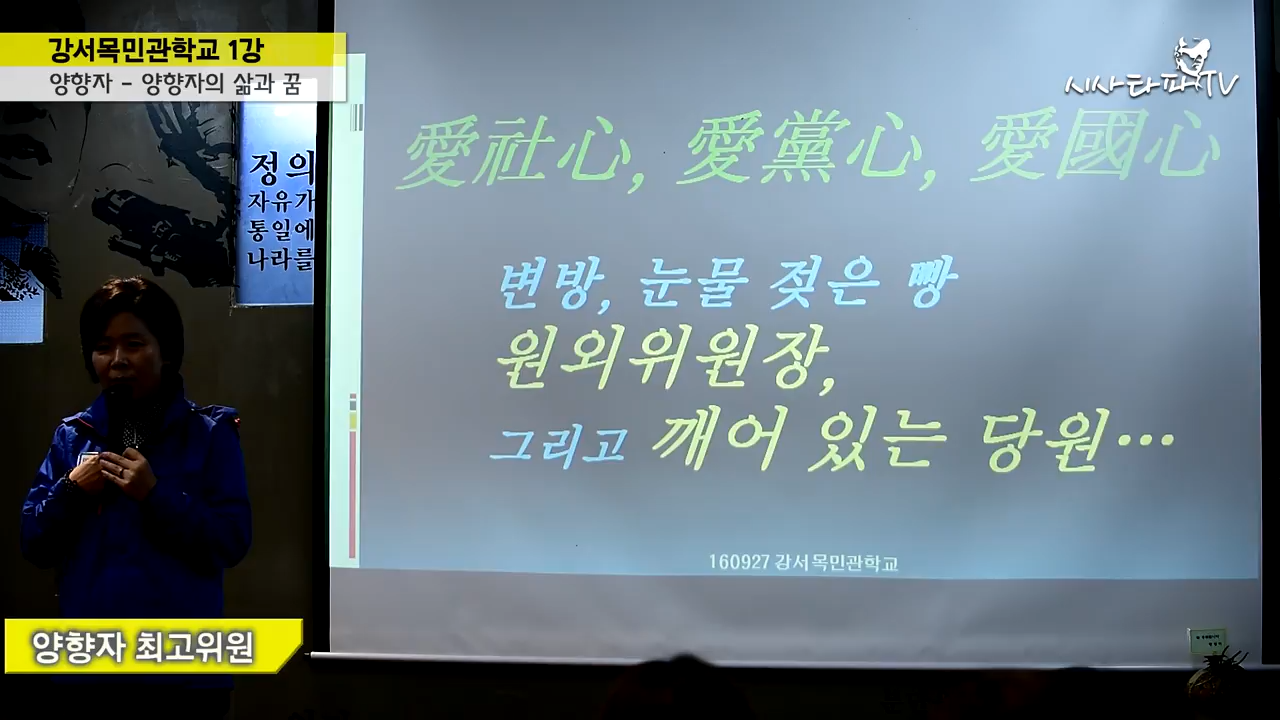 강서목민관학교 1강
양향자 - 양향자의 삶과 꿈
시사타파TV
정의
자유가
통일에
나라를
愛社心, 愛黨心, 愛國心
변방, 눈물 젖은 빵
원외위원장,
그리고 깨어 있는 당원…
160927 강서목민관학교
양향자 최고위원